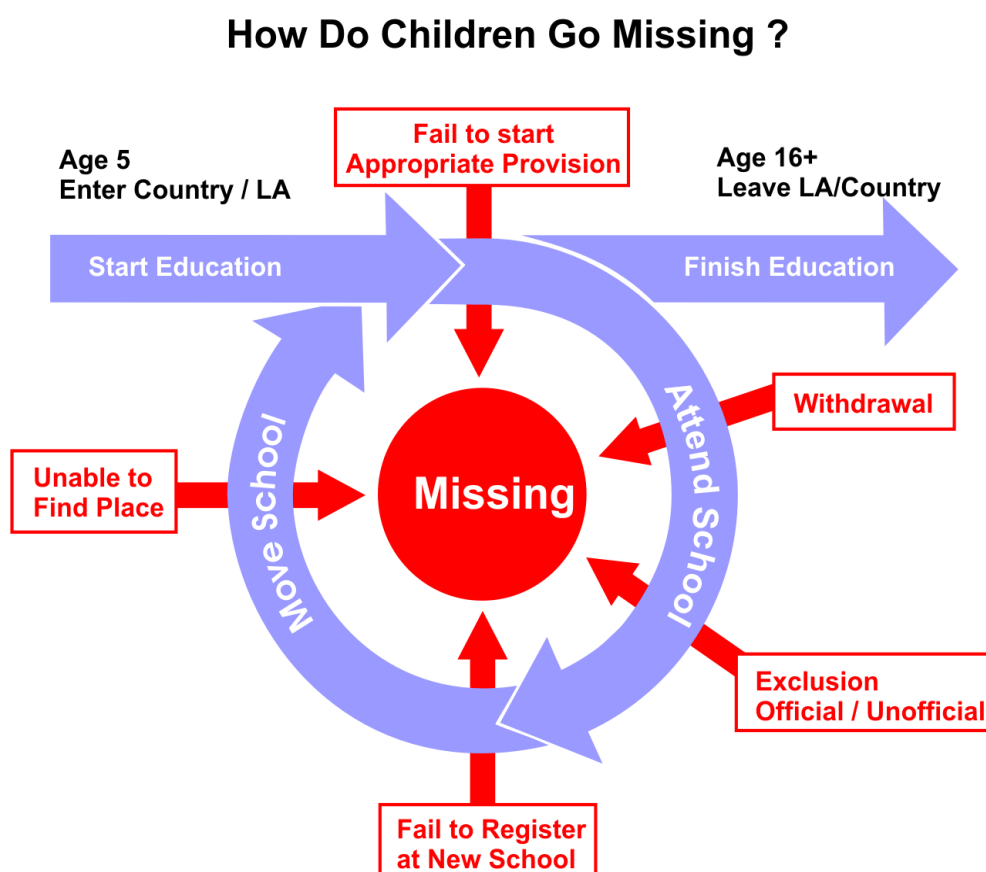 How Do Children Go Missing ?
Fail to start
Appropriate Provision
Age 5
Enter Country / LA
Age 16+
Leave LA/Country
Start Education
Finish Education
Attend School
Withdrawal
Unable to
Find Place
Move School
Missing
Exclusion
Official / Unofficial
Fail to Register
at New School